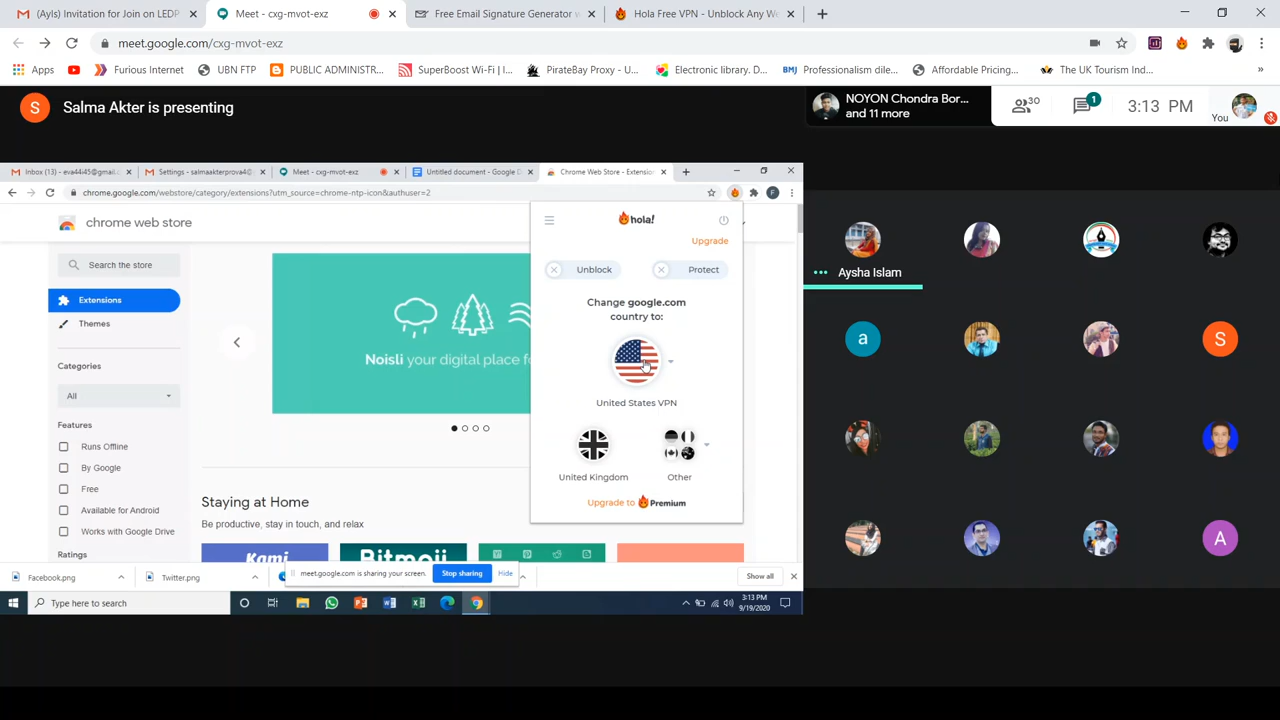 (Ayls) Invitation for Join on LEDP
Meet - cxg-mvot-exz
Free Email Signature Generator w
Hola Free VPN - Unblock Any We
meet.google.com/cxg-mvot-exz
Apps
Furious Internet
UBN FTP
PUBLIC ADMINISTR...
SuperBoost Wi-Fi | I...
PirateBay Proxy - U...
Electronic library. D...
BMJ
Professionalism dile...
Affordable Pricing...
The UK Tourism Ind...
»
S
Salma Akter is presenting
NOYON Chondra Bor...
and 11 more
30
1
3:13 PM
You
Inbox (13) - eva44i45@gmail.c
Settings - salmaakterprova4@
Meet - cxg-mvot-exz
Untitled document - Google D
Chrome Web Store - Extension
chrome.google.com/webstore/category/extensions?utm_source=chrome-ntp-icon&authuser=2
F
chrome web store
Search the store
Extensions
Themes
Categories
All
Features
Runs Offline
By Google
Free
Available for Android
Works with Google Drive
Ratings
Noisli your digital place fo
Staying at Home
Be productive, stay in touch, and relax
Kami
Bitmoji
hola!
Upgrade
Unblock
Protect
Change google.com
country to:
United States VPN
United Kingdom
Other
Upgrade to Premium
Facebook.png
Twitter.png
meet.google.com is sharing your screen.
Stop sharing
Hide
Show all
Type here to search
3:13 PM
9/19/2020
Aysha Islam
a
S
A